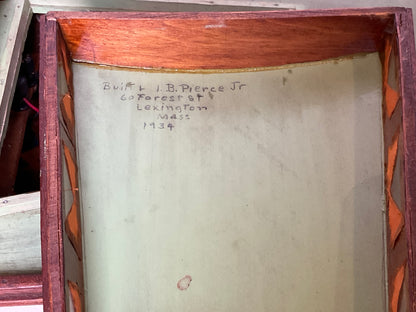 Built by I.B. Pierce Jr
60 Forest St
Lexington
Mass
1934